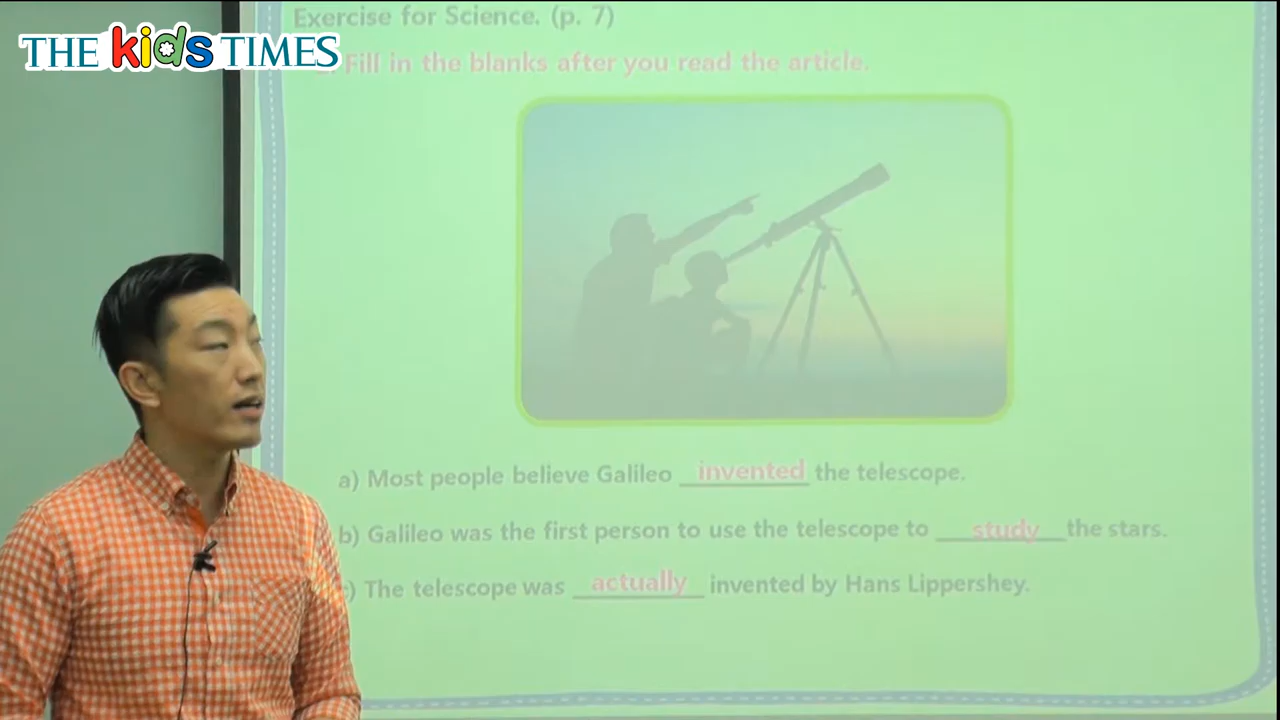 THE kids TIMES
Exercise for Science. (p. 7)
Fill in the blanks after you read the article.
a) Most people believe Galileo invented the telescope.
b) Galileo was the first person to use the telescope to study the stars.
) The telescope was actually invented by Hans Lippershey.